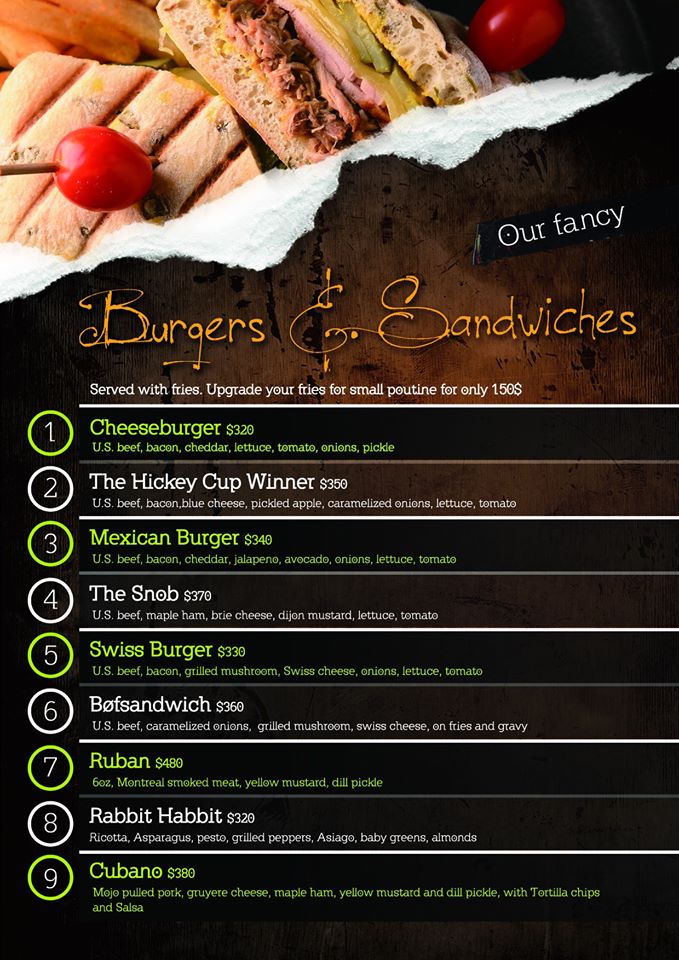 Our fancy
Burgers & Sandwiches
Served with fries. Upgrade your fries for small poutine for only 150$
1
Cheeseburger $320
U.S. beef, bacon, cheddar, lettuce, tomato, onions, pickle
2
The Hickey Cup Winner $350
U.S. beef, bacon,blue cheese, pickled apple, caramelized onions, lettuce, tomato
3
Mexican Burger $340
U.S. beef, bacon, cheddar, jalapeno, avocado, onions, lettuce, tomato
4
The Snob $370
U.S. beef, maple ham, brie cheese, dijon mustard, lettuce, tomato
5
Swiss Burger $330
U.S. beef, bacon, grilled mushroom, Swiss cheese, onions, lettuce, tomato
6
Bøfsandwich $360
U.S. beef, caramelized onions, grilled mushroom, swiss cheese, on fries and gravy
7
Ruban $480
6oz, Montreal smoked meat, yellow mustard, dill pickle
8
Rabbit Habbit $320
Ricotta, Asparagus, pesto, grilled peppers, Asiago, baby greens, almonds
9
Cubano $380
Mojo pulled pork, gruyere cheese, maple ham, yellow mustard and dill pickle, with Tortilla chips
and Salsa